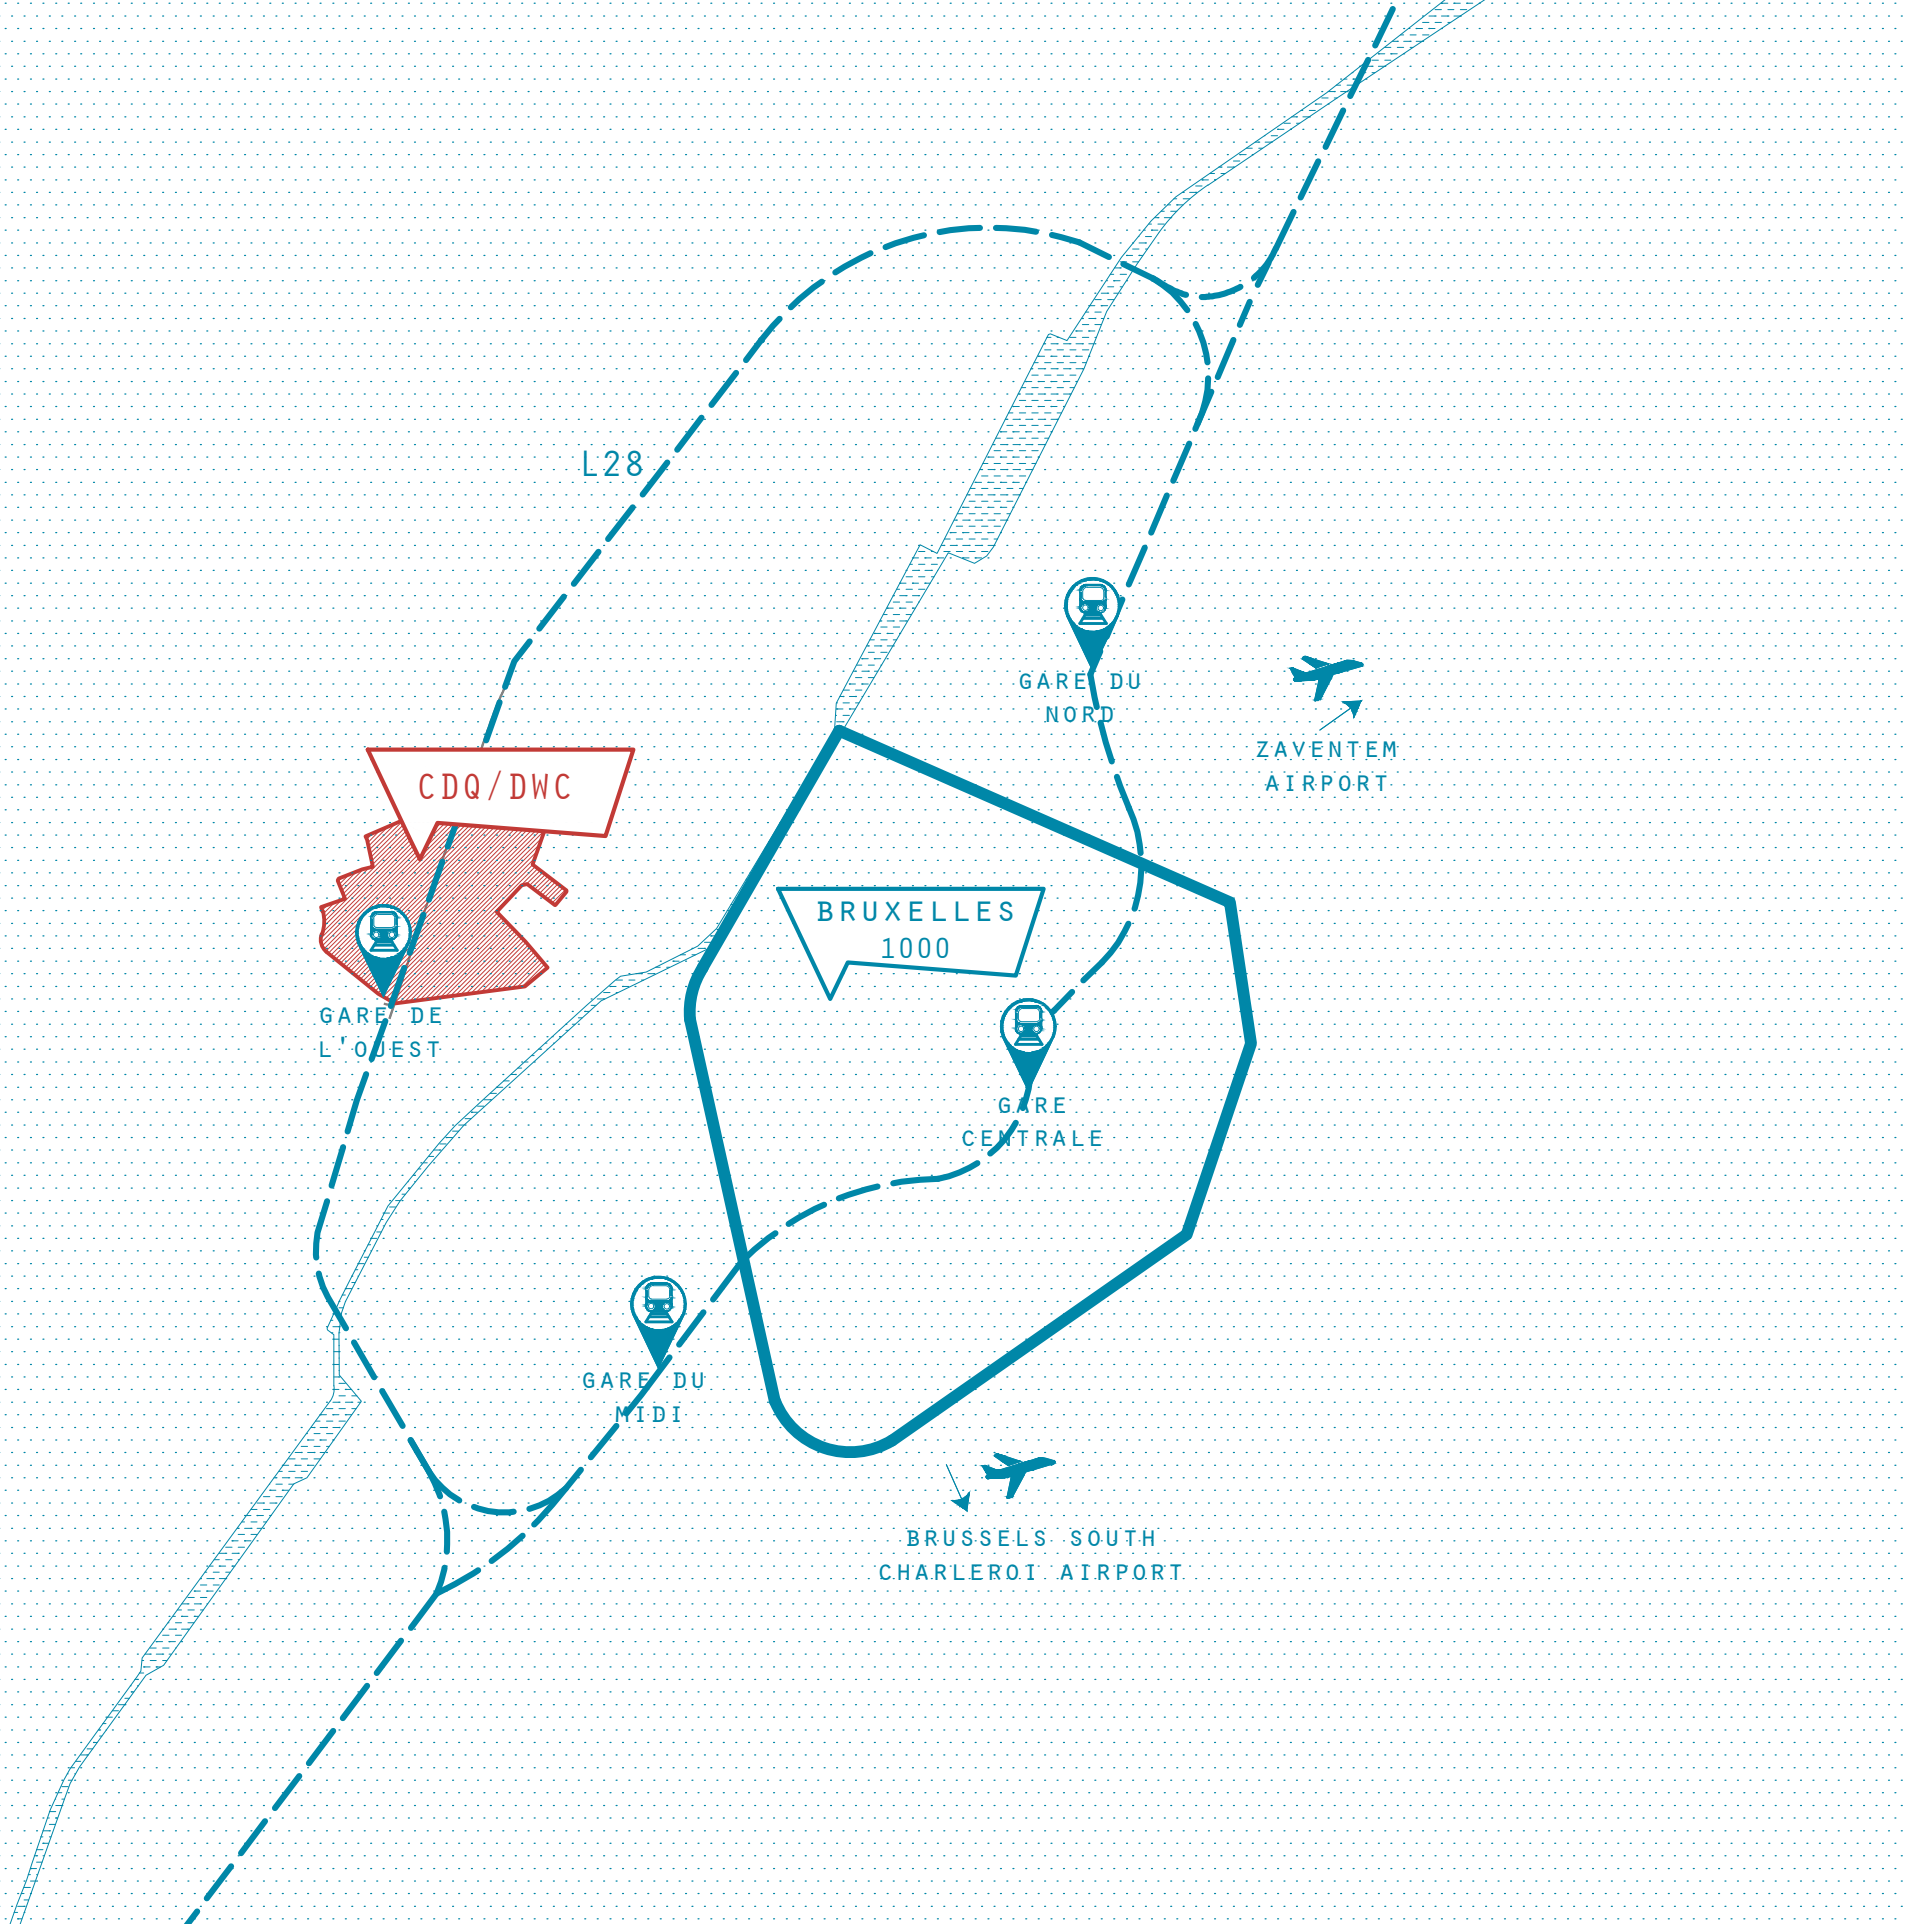 L28
GARE DU
NORD
ZAVENTEM
AIRPORT
CDQ/DWC
BRUXELLES
1000
GARE DE
L'OUEST
GARE
CENTRALE
GARE DU
MIDI
BRUSSELS SOUTH
CHARLEROI AIRPORT